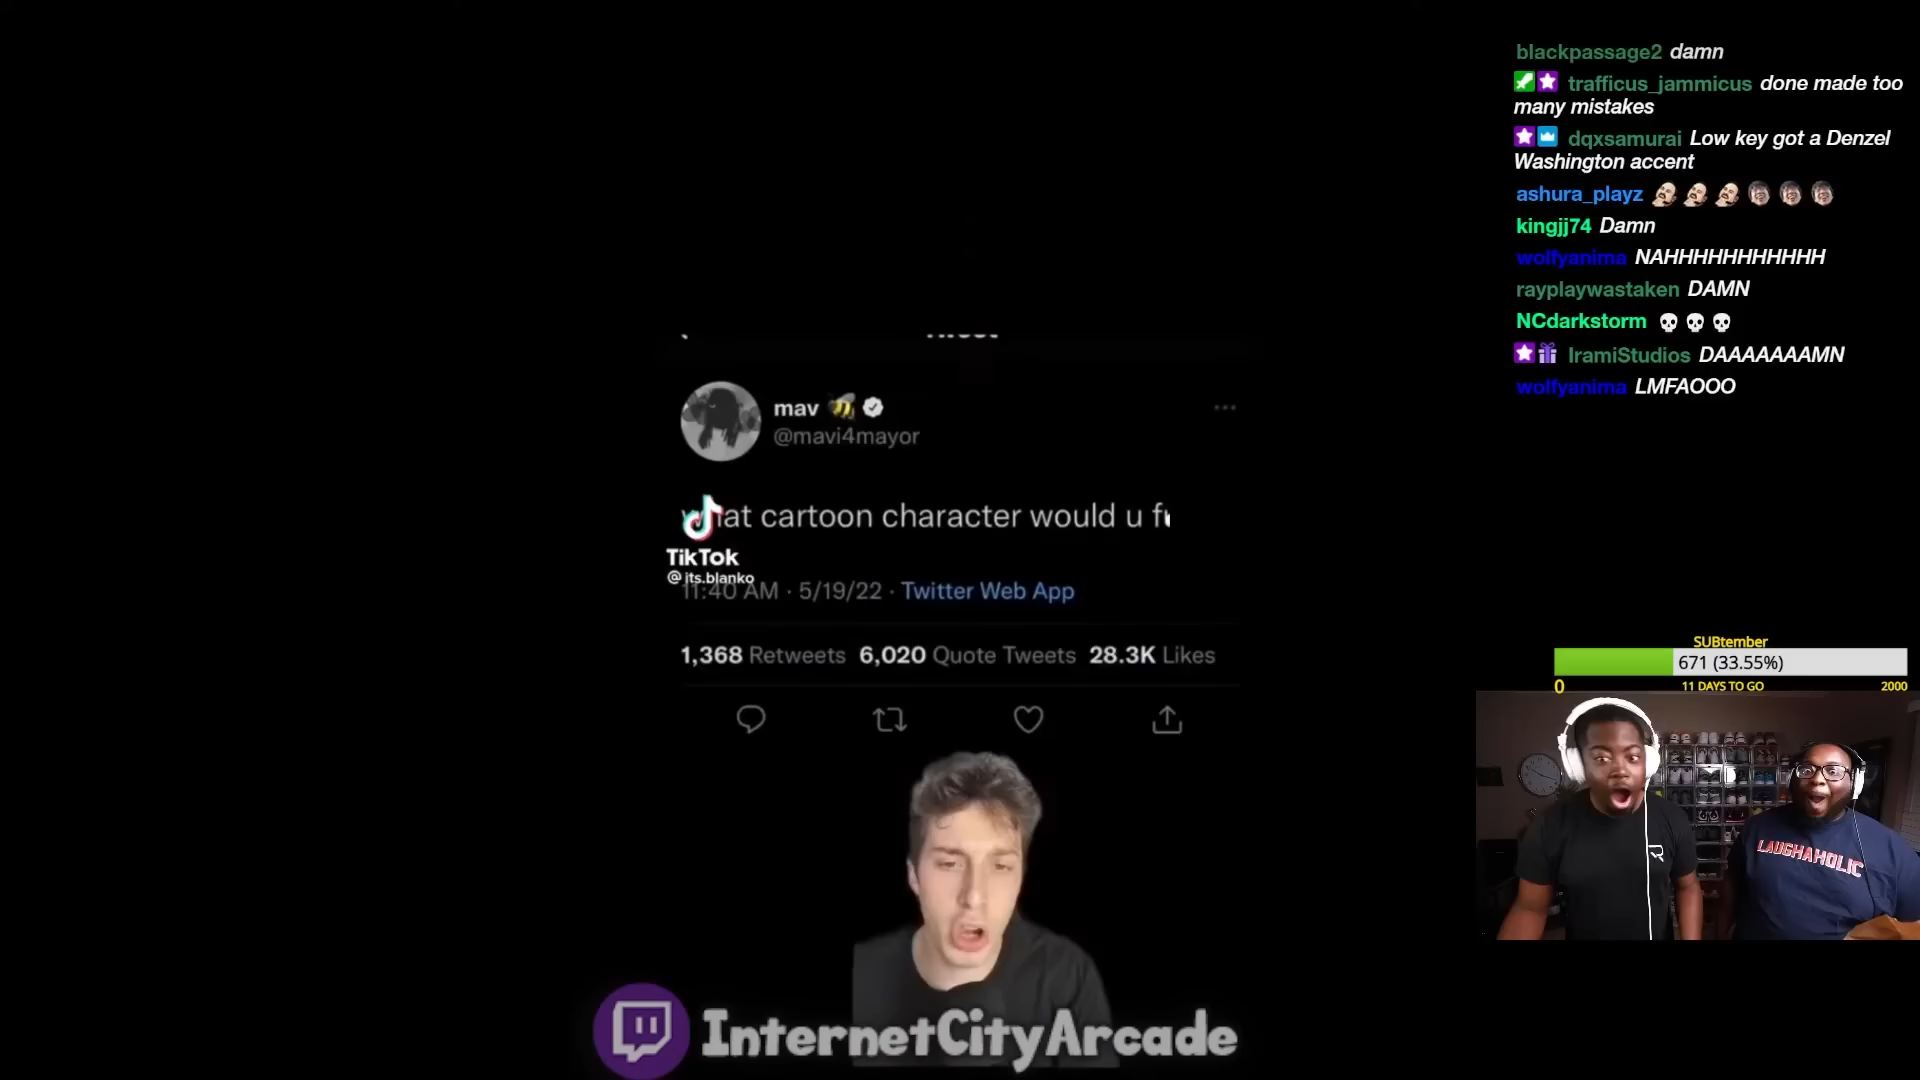 blackpassage2 damn
trafficus_jammicus done made too
many mistakes
dqxsamurai Low key got a Denzel
Washington accent
ashura_playz
kingjj74 Damn
wolfyanima NAHHHHHHHHHHH
rayplaywastaken DAMN
NCdarkstorm
IramiStudios DAAAAAAAMN
wolfyanima LMFAOOO
mav
@mavi4mayor
at cartoon character would u fu
TikTok
@its.blanko
11:40 AM · 5/19/22 · Twitter Web App
1,368 Retweets 6,020 Quote Tweets 28.3K Likes
SUBtember
671 (33.55%)
0 11 DAYS TO GO 2000
LAUGHAHOLIC
InternetCityArcade